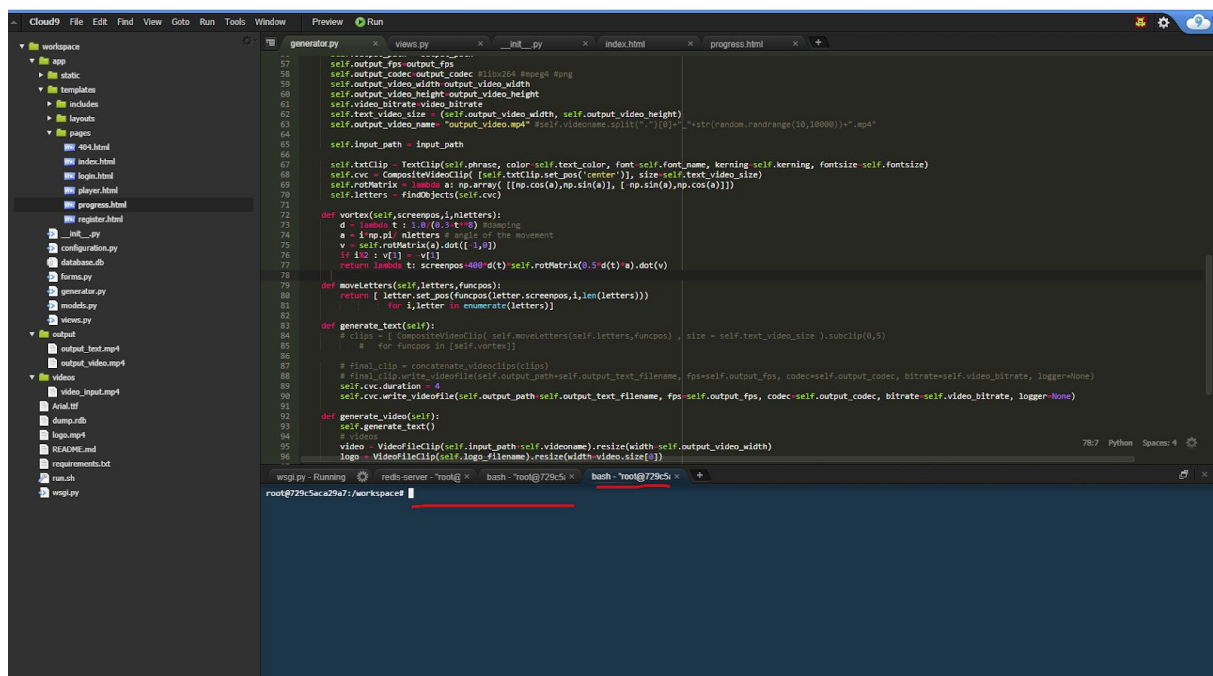 Cloud9 File Edit Find View Goto Run Tools Window Preview Run
workspace
app
static
templates
includes
layouts
pages
404.html
index.html
login.html
player.html
progress.html
register.html
__init__.py
configuration.py
database.db
forms.py
generator.py
models.py
views.py
output
output_text.mp4
output_video.mp4
videos
video_input.mp4
Arial.ttf
dump.rdb
logo.mp4
README.md
requirements.txt
run.sh
wsgi.py
generator.py × views.py × __init__.py × index.html × progress.html × +
57 self.output_fps=output_fps
58 self.output_codec=output_codec #libx264 #mpeg4 #png
59 self.output_video_width=output_video_width
60 self.output_video_height=output_video_height
61 self.video_bitrate=video_bitrate
62 self.text_video_size = (self.output_video_width, self.output_video_height)
63 self.output_video_name= "output_video.mp4" #self.videoname.split(".")[0]+"_"+str(random.randrange(10,10000))+".mp4"
64
65 self.input_path = input_path
66
67 self.txtClip = TextClip(self.phrase, color=self.text_color, font=self.font_name, kerning=self.kerning, fontsize=self.fontsize)
68 self.cvc = CompositeVideoClip( [self.txtClip.set_pos('center')], size=self.text_video_size)
69 self.rotMatrix = lambda a: np.array( [[np.cos(a),np.sin(a)], [-np.sin(a),np.cos(a)]])
70 self.letters = findObjects(self.cvc)
71
72 def vortex(self,screenpos,i,nletters):
73 d = lambda t : 1.0/(0.3+t**8) #damping
74 a = i*np.pi/ nletters # angle of the movement
75 v = self.rotMatrix(a).dot([-1,0])
76 if i%2 : v[1] = -v[1]
77 return lambda t: screenpos+400*d(t)*self.rotMatrix(0.5*d(t)*a).dot(v)
78
79 def moveLetters(self,letters,funcpos):
80 return [ letter.set_pos(funcpos(letter.screenpos,i,len(letters)))
81 for i,letter in enumerate(letters)]
82
83 def generate_text(self):
84 # clips = [ CompositeVideoClip( self.moveLetters(self.letters,funcpos) , size = self.text_video_size ).subclip(0,5)
85 # for funcpos in [self.vortex]]
86
87 # final_clip = concatenate_videoclips(clips)
88 # final_clip.write_videofile(self.output_path+self.output_text_filename, fps=self.output_fps, codec=self.output_codec, bitrate=self.video_bitrate, logger=None)
89 self.cvc.duration = 4
90 self.cvc.write_videofile(self.output_path+self.output_text_filename, fps=self.output_fps, codec=self.output_codec, bitrate=self.video_bitrate, logger=None)
91
92 def generate_video(self):
93 self.generate_text()
94 # videos
95 video = VideoFileClip(self.input_path+self.videoname).resize(width=self.output_video_width)
96 logo = VideoFileClip(self.logo_filename).resize(width=video.size[0])
78:7 Python Spaces: 4
wsgi.py - Running redis-server - "root@ × bash - "root@729c5a × bash - "root@729c5a × +
root@729c5aca29a7:/workspace#